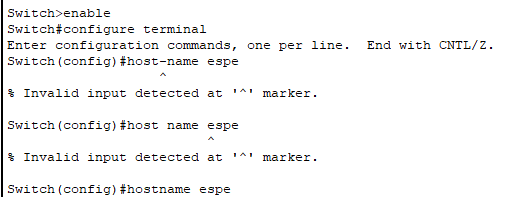 Switch>enable
Switch#configure terminal
Enter configuration commands, one per line.  End with CNTL/Z.
Switch(config)#host-name espe
                   ^
% Invalid input detected at '^' marker.

Switch(config)#host name espe
                         ^
% Invalid input detected at '^' marker.

Switch(config)#hostname espe